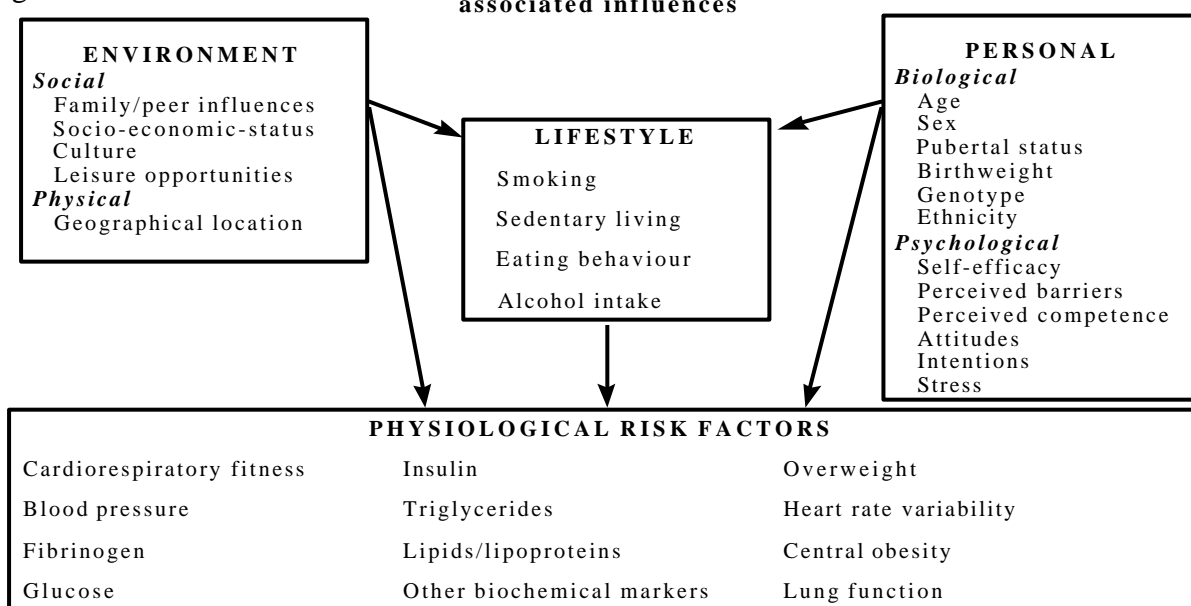 associated influences
ENVIRONMENT
Social
Family/peer influences
Socio-economic-status
Culture
Leisure opportunities
Physical
Geographical location
LIFESTYLE
Smoking
Sedentary living
Eating behaviour
Alcohol intake
PERSONAL
Biological
Age
Sex
Pubertal status
Birthweight
Genotype
Ethnicity
Psychological
Self-efficacy
Perceived barriers
Perceived competence
Attitudes
Intentions
Stress
PHYSIOLOGICAL RISK FACTORS
Cardiorespiratory fitness
Insulin
Overweight
Blood pressure
Triglycerides
Heart rate variability
Fibrinogen
Lipids/lipoproteins
Central obesity
Glucose
Other biochemical markers
Lung function